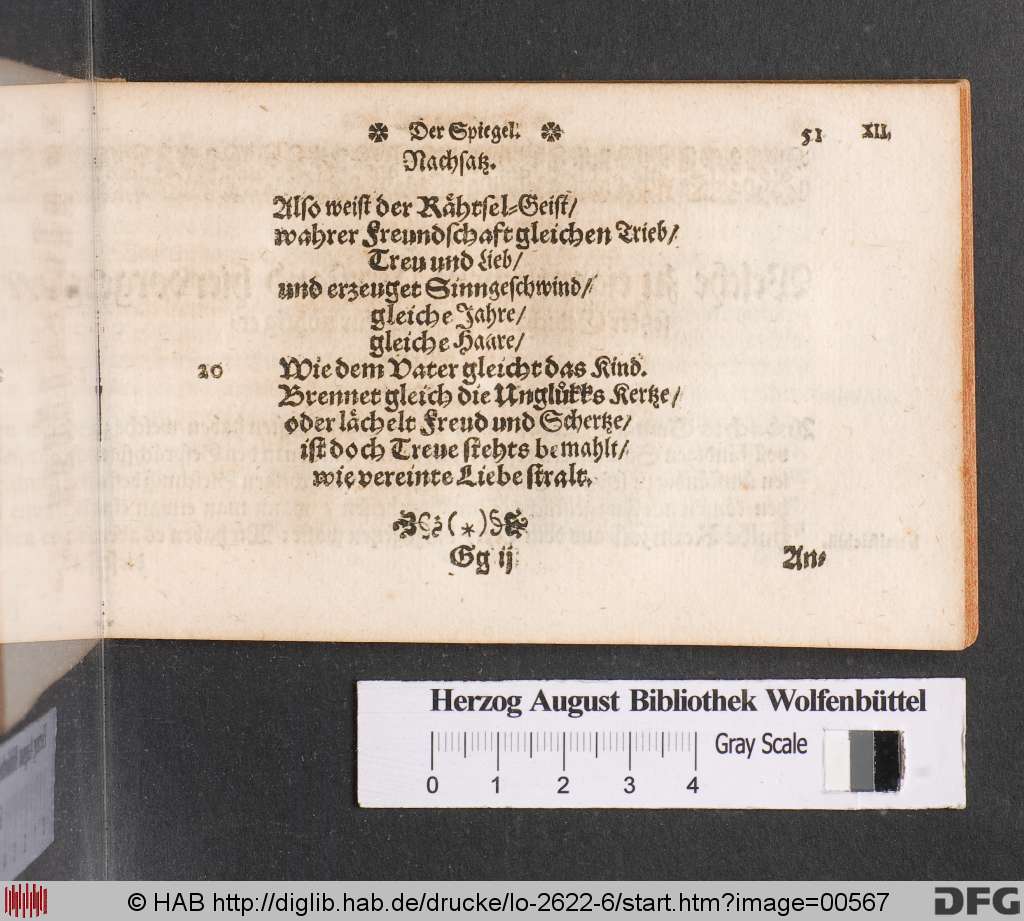 ✼ Der Spiegel. ✼ 51 XII.
Nachsatz.
Also weist der Rähtsel-Geist/
wahrer Freundschaft gleichen Trieb/
Treu und Lieb/
und erzeuget Sinngeschwind/
gleiche Jahre/
gleiche Haare/
20 Wie dem Vater gleicht das Kind.
Brennet gleich die Unglükks Kertze/
oder lächelt Freud und Schertze/
ist doch Treue stehts bemahlt/
wie vereinte Liebe stralt.
(*)
Gg ij An-
Herzog August Bibliothek Wolfenbüttel
Gray Scale
0 1 2 3 4
© HAB http://diglib.hab.de/drucke/lo-2622-6/start.htm?image=00567
DFG